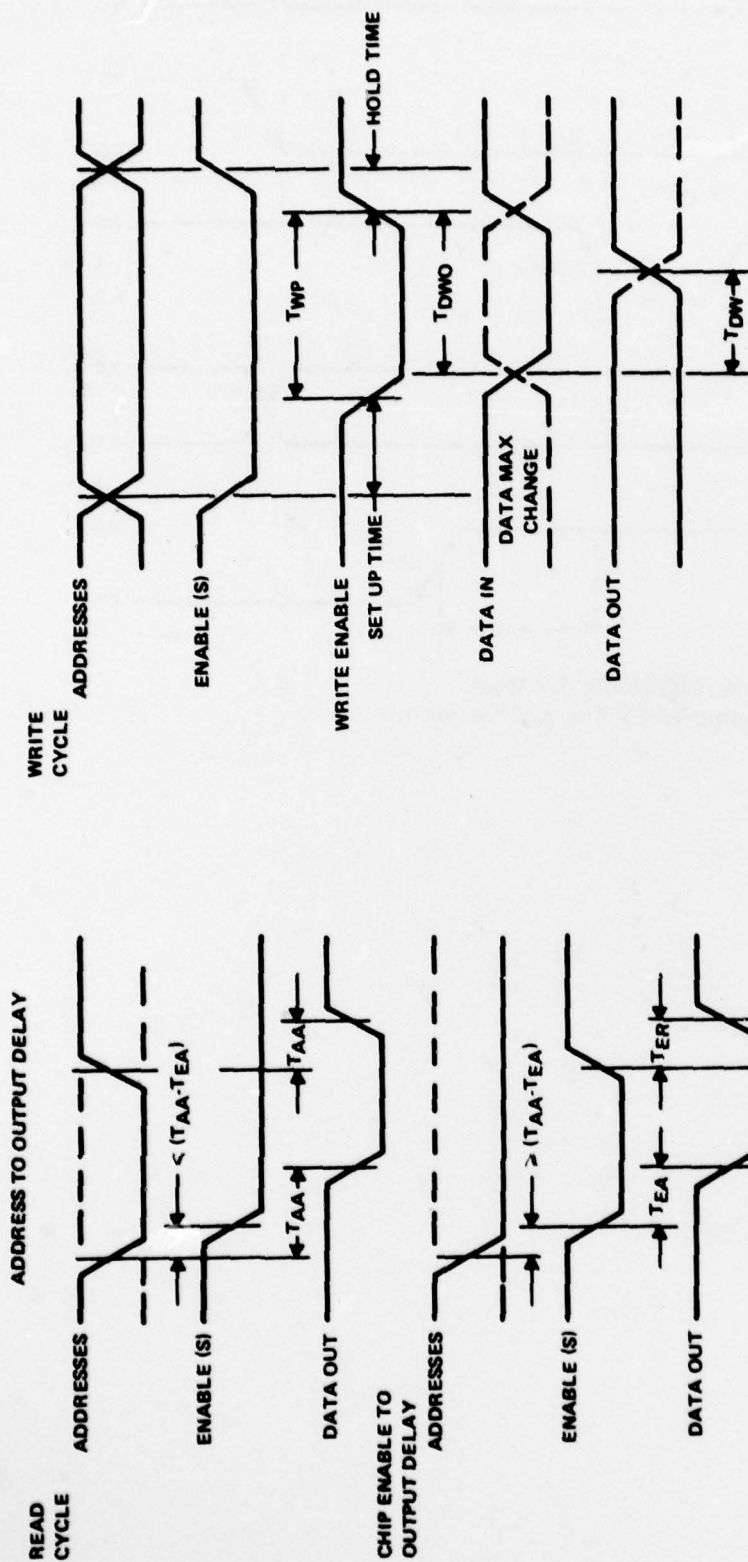 READ
CYCLE
ADDRESS TO OUTPUT DELAY
ADDRESSES
< (TAA-TEA)
ENABLE (S)
TAA
TAA
DATA OUT
CHIP ENABLE TO
OUTPUT DELAY
ADDRESSES
> (TAA-TEA)
ENABLE (S)
TEA
TER
DATA OUT
WRITE
CYCLE
ADDRESSES
ENABLE (S)
WRITE ENABLE
TWP
SET UP TIME
HOLD TIME
TDWO
DATA IN
DATA MAX
CHANGE
DATA OUT
TDW